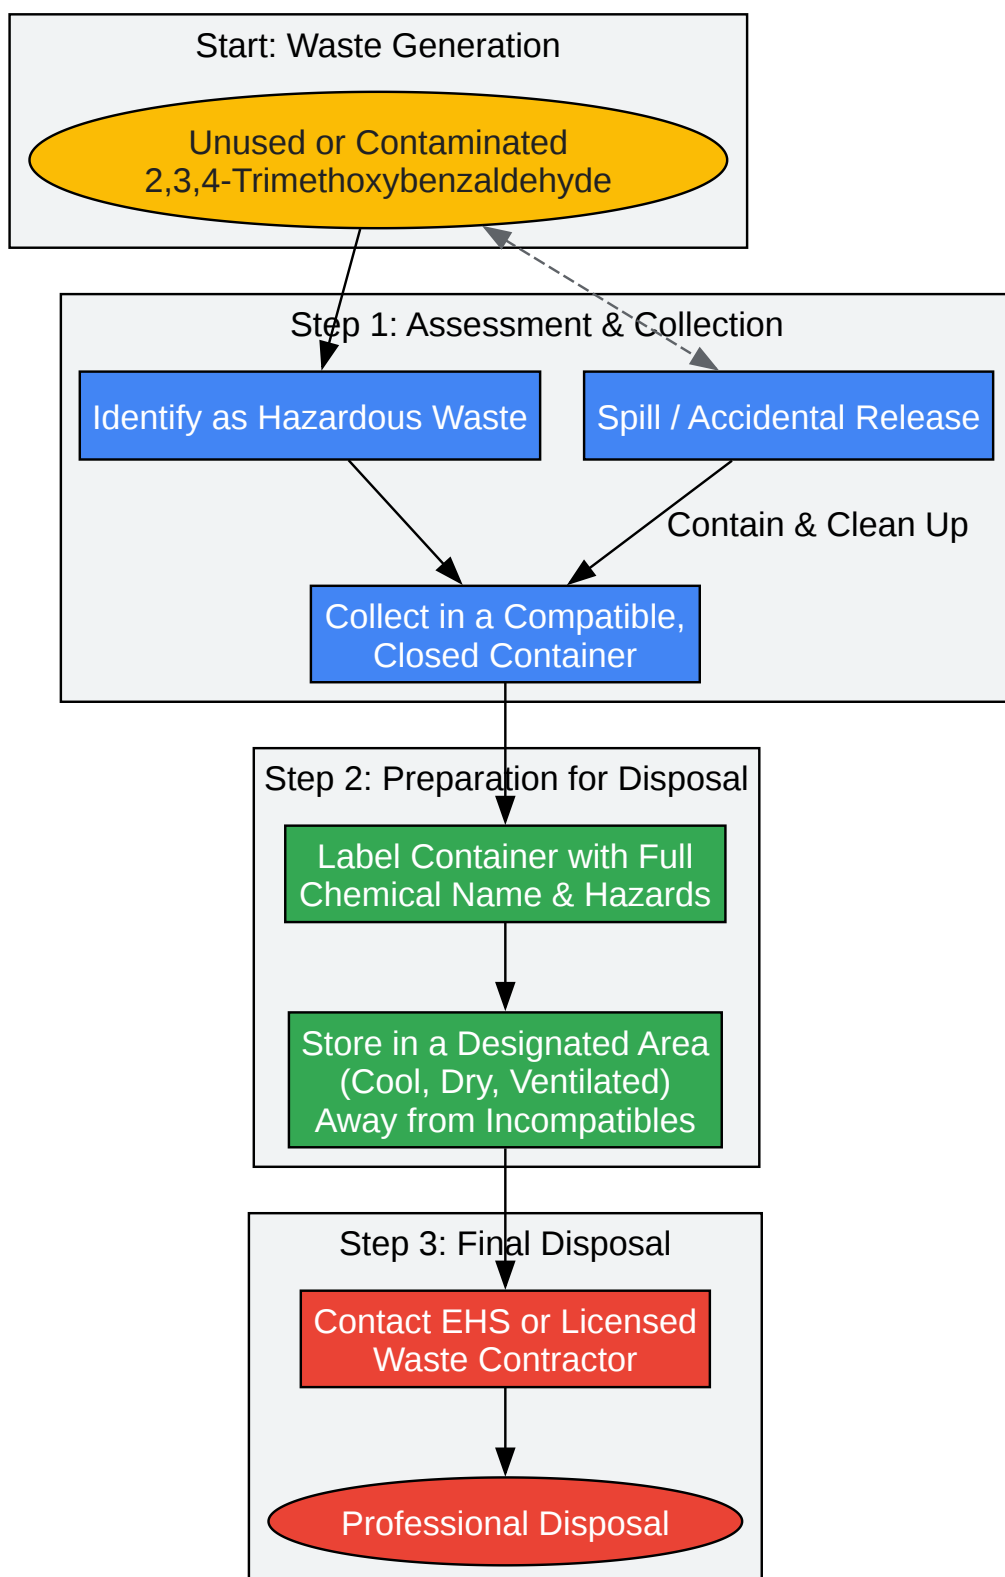 Start: Waste Generation
Unused or Contaminated
2,3,4-Trimethoxybenzaldehyde
Step 1: Assessment & Collection
Identify as Hazardous Waste
Spill / Accidental Release
Contain & Clean Up
Collect in a Compatible,
Closed Container
Step 2: Preparation for Disposal
Label Container with Full
Chemical Name & Hazards
Store in a Designated Area
(Cool, Dry, Ventilated)
Away from Incompatibles
Step 3: Final Disposal
Contact EHS or Licensed
Waste Contractor
Professional Disposal